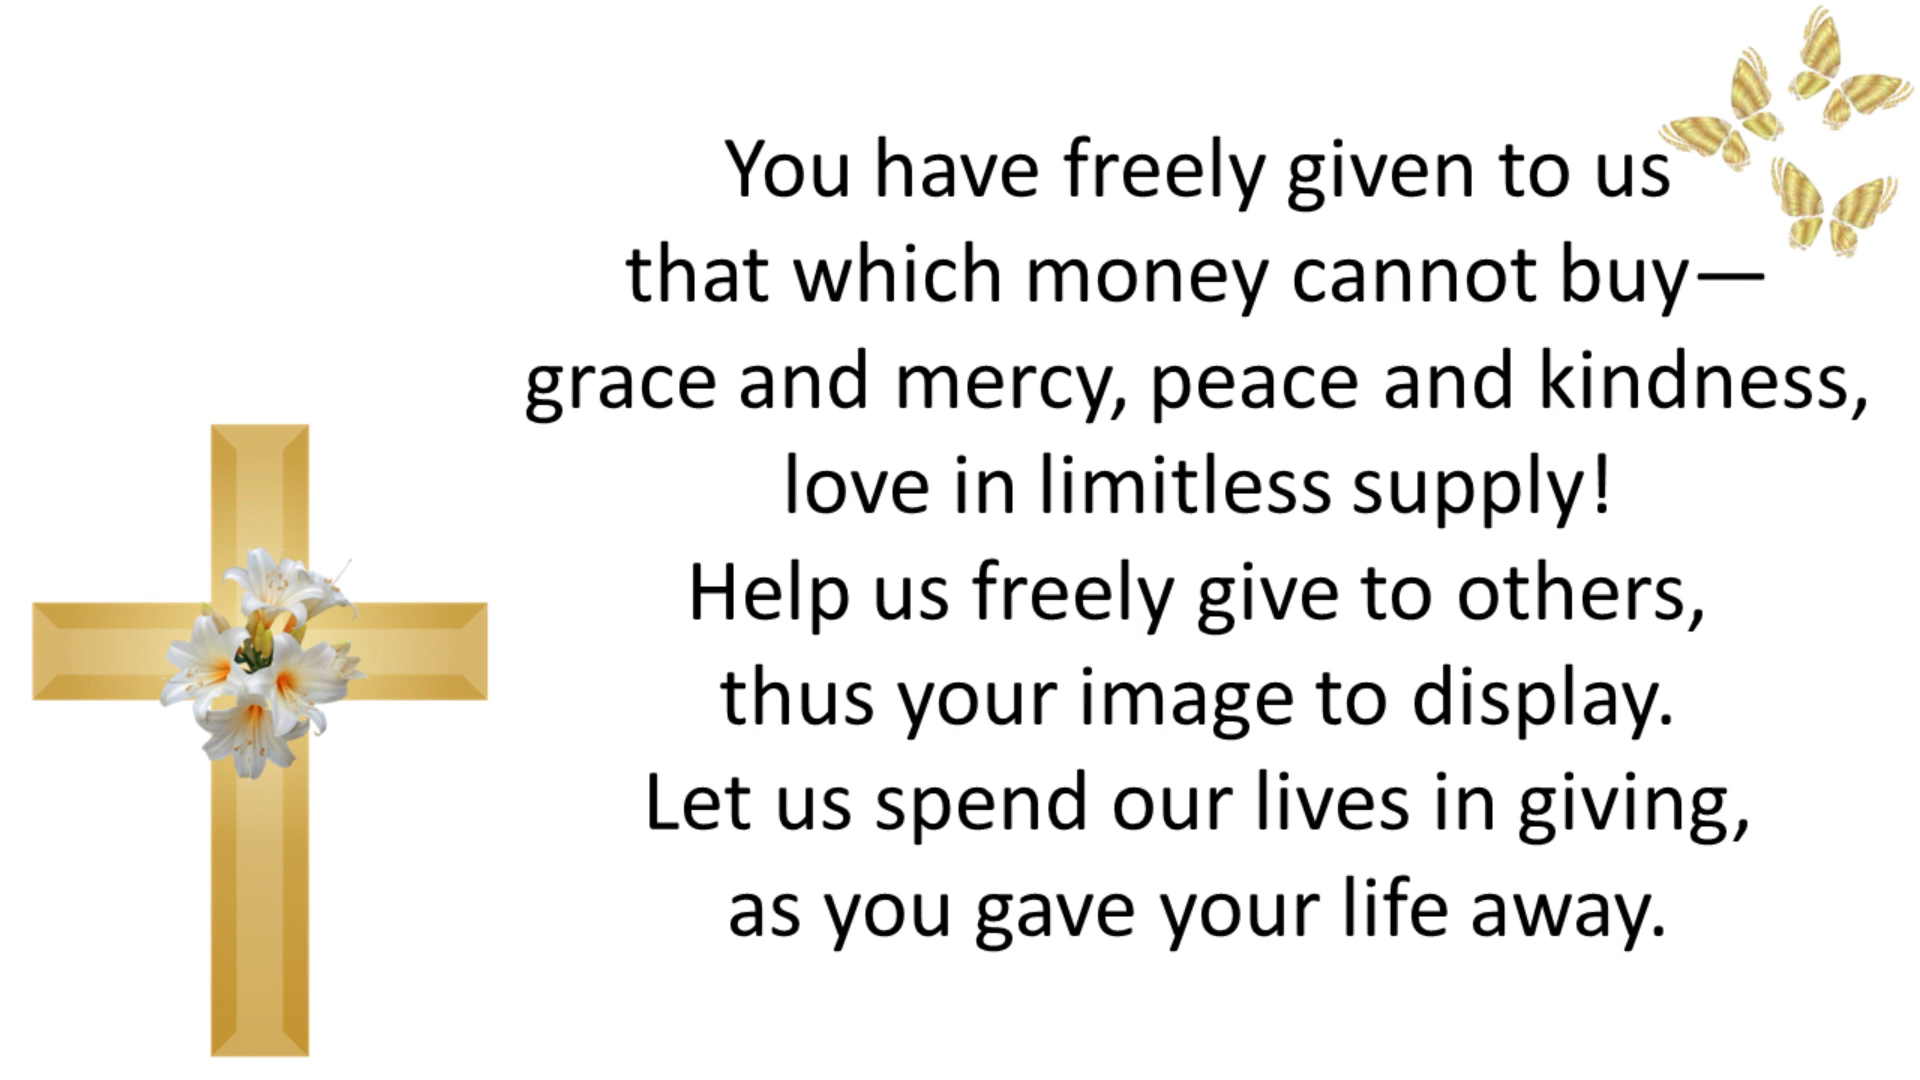 You have freely given to us
that which money cannot buy—
grace and mercy, peace and kindness,
love in limitless supply!
Help us freely give to others,
thus your image to display.
Let us spend our lives in giving,
as you gave your life away.